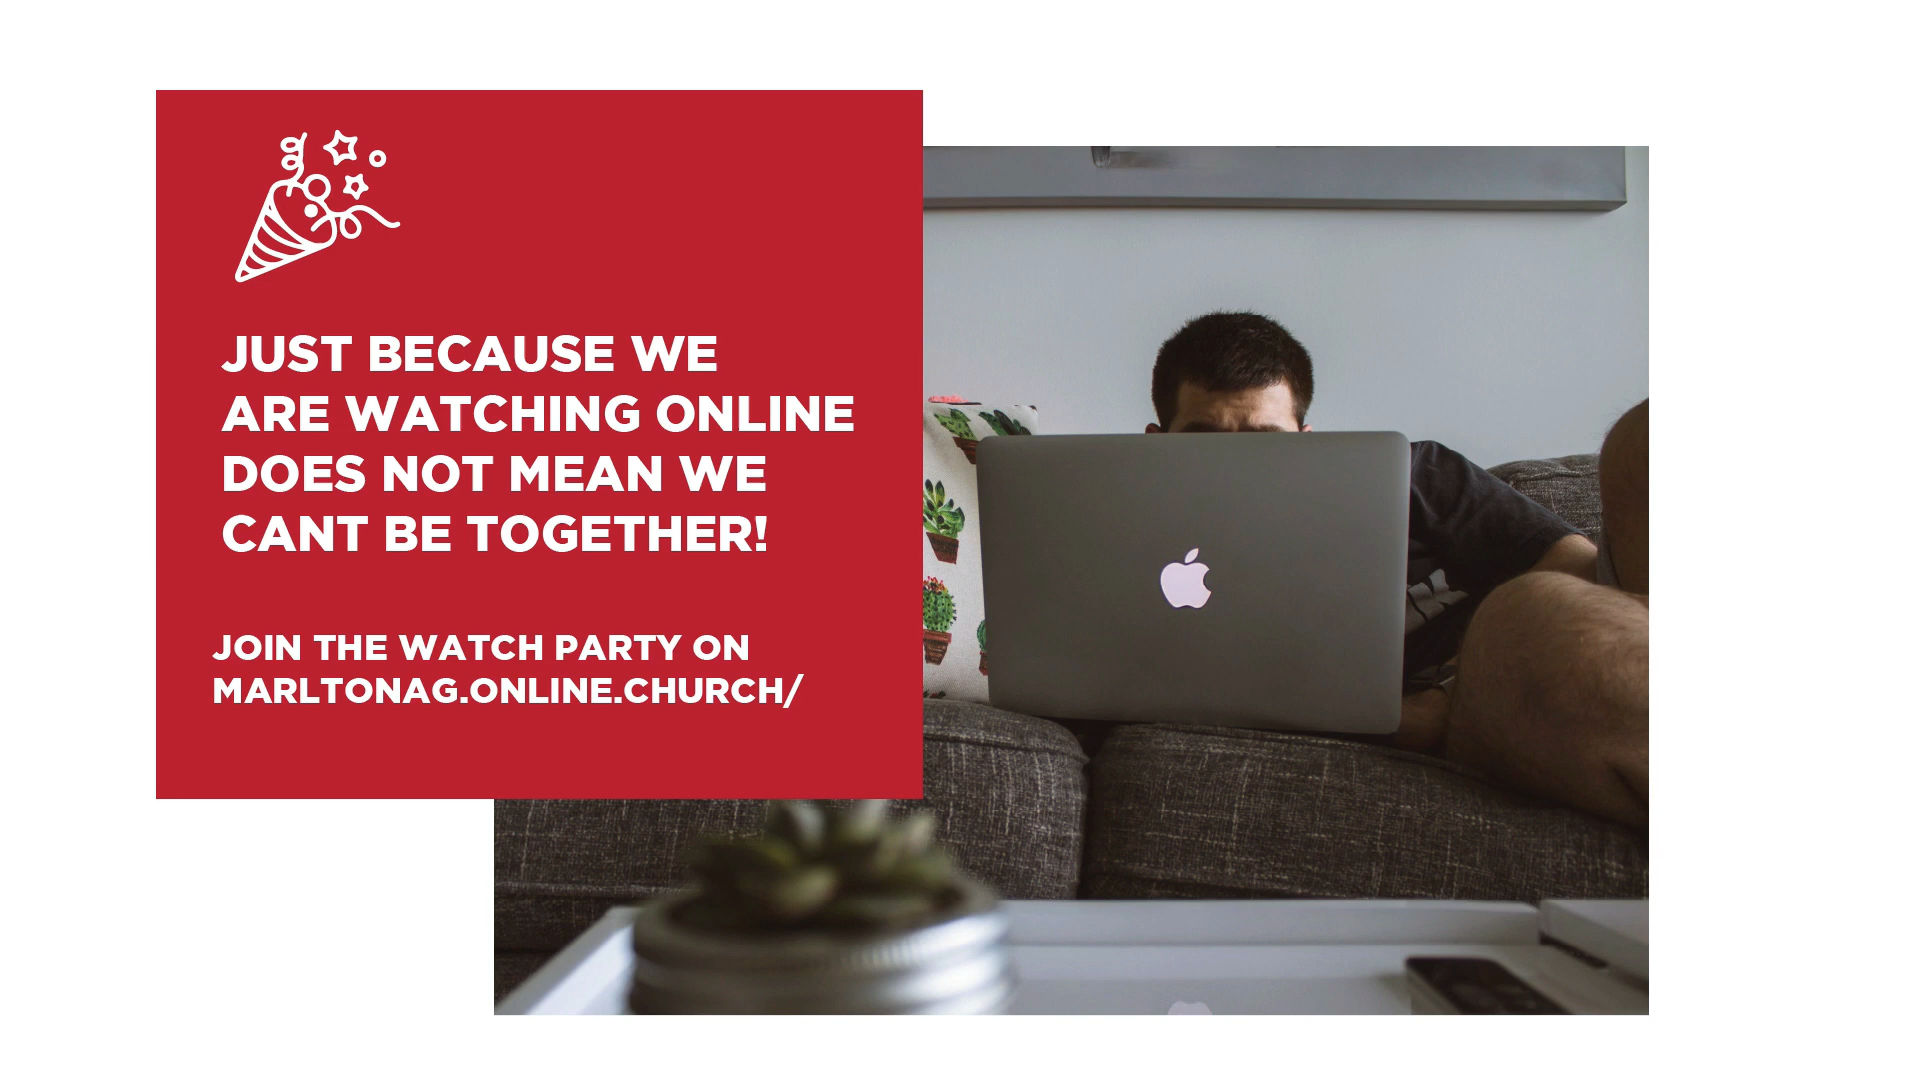 JUST BECAUSE WE
ARE WATCHING ONLINE
DOES NOT MEAN WE
CANT BE TOGETHER!
JOIN THE WATCH PARTY ON
MARLTONAG.ONLINE.CHURCH/